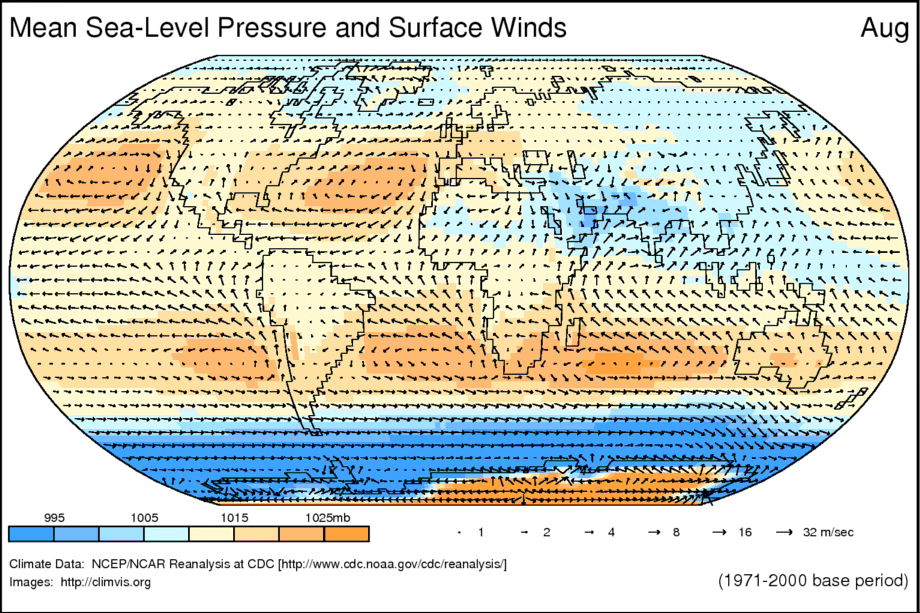 Mean Sea-Level Pressure and Surface Winds Aug
995 1005 1015 1025mb
1 2 4 8 16 32 m/sec
Climate Data: NCEP/NCAR Reanalysis at CDC [http://www.cdc.noaa.gov/cdc/reanalysis/]
Images: http://climvis.org
(1971-2000 base period)